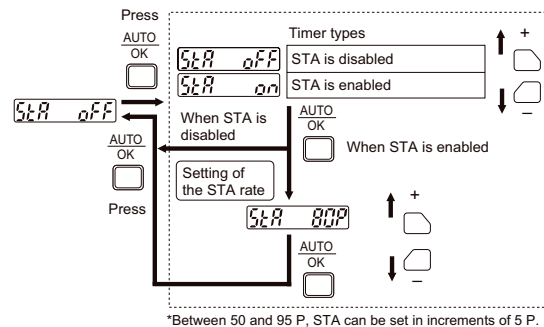 Press
AUTO
OK
StA oFF
AUTO
OK
Press
Timer types
StA oFF
STA is disabled
StA on
STA is enabled
+
–
When STA is
disabled
AUTO
OK
When STA is enabled
Setting of
the STA rate
StA 80P
+
–
AUTO
OK
*Between 50 and 95 P, STA can be set in increments of 5 P.